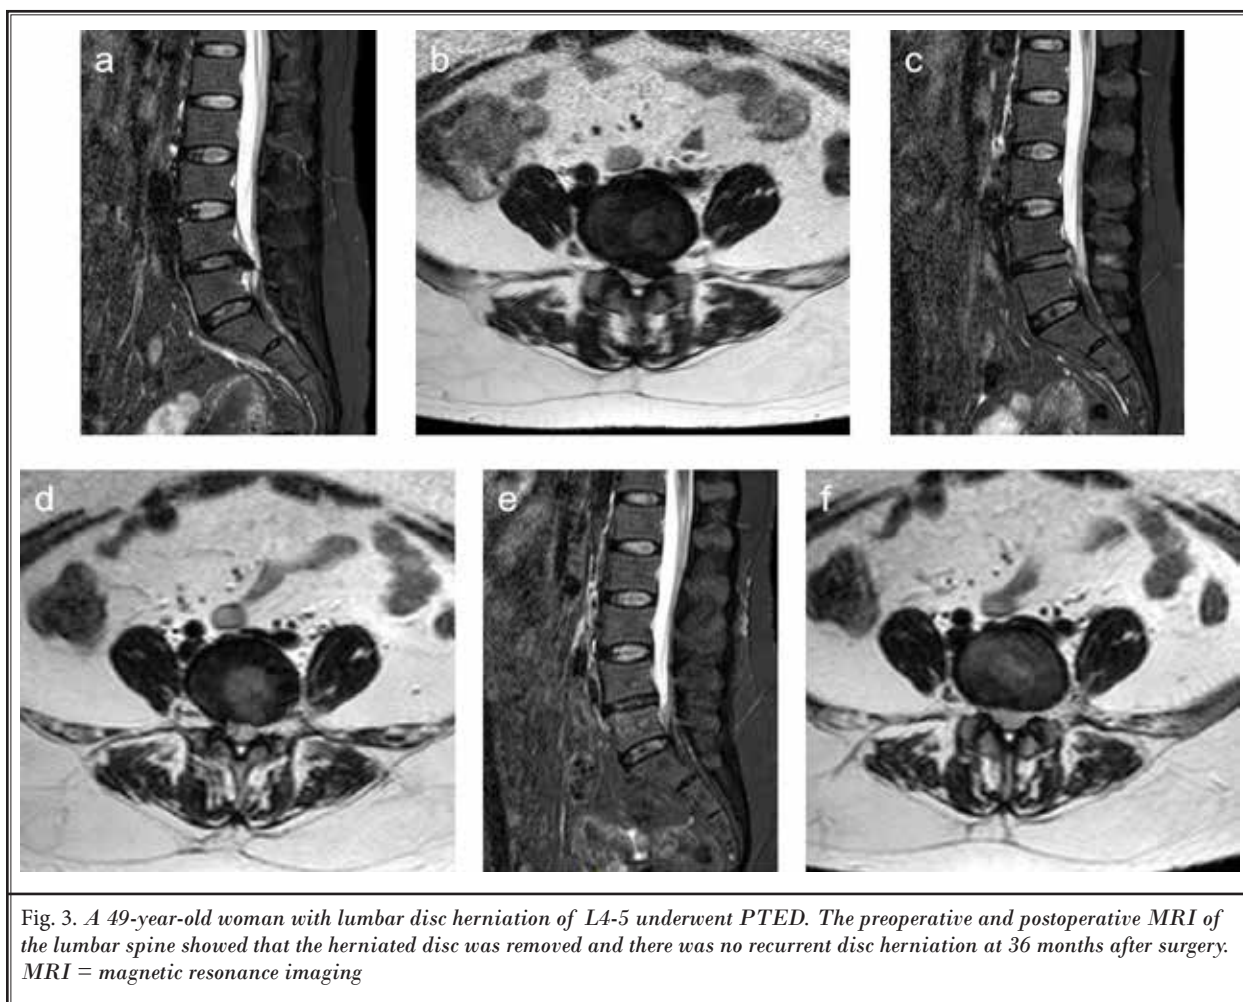 a
b
c
d
e
f
Fig. 3. A 49-year-old woman with lumbar disc herniation of L4-5 underwent PTED. The preoperative and postoperative MRI of
the lumbar spine showed that the herniated disc was removed and there was no recurrent disc herniation at 36 months after surgery.
MRI = magnetic resonance imaging